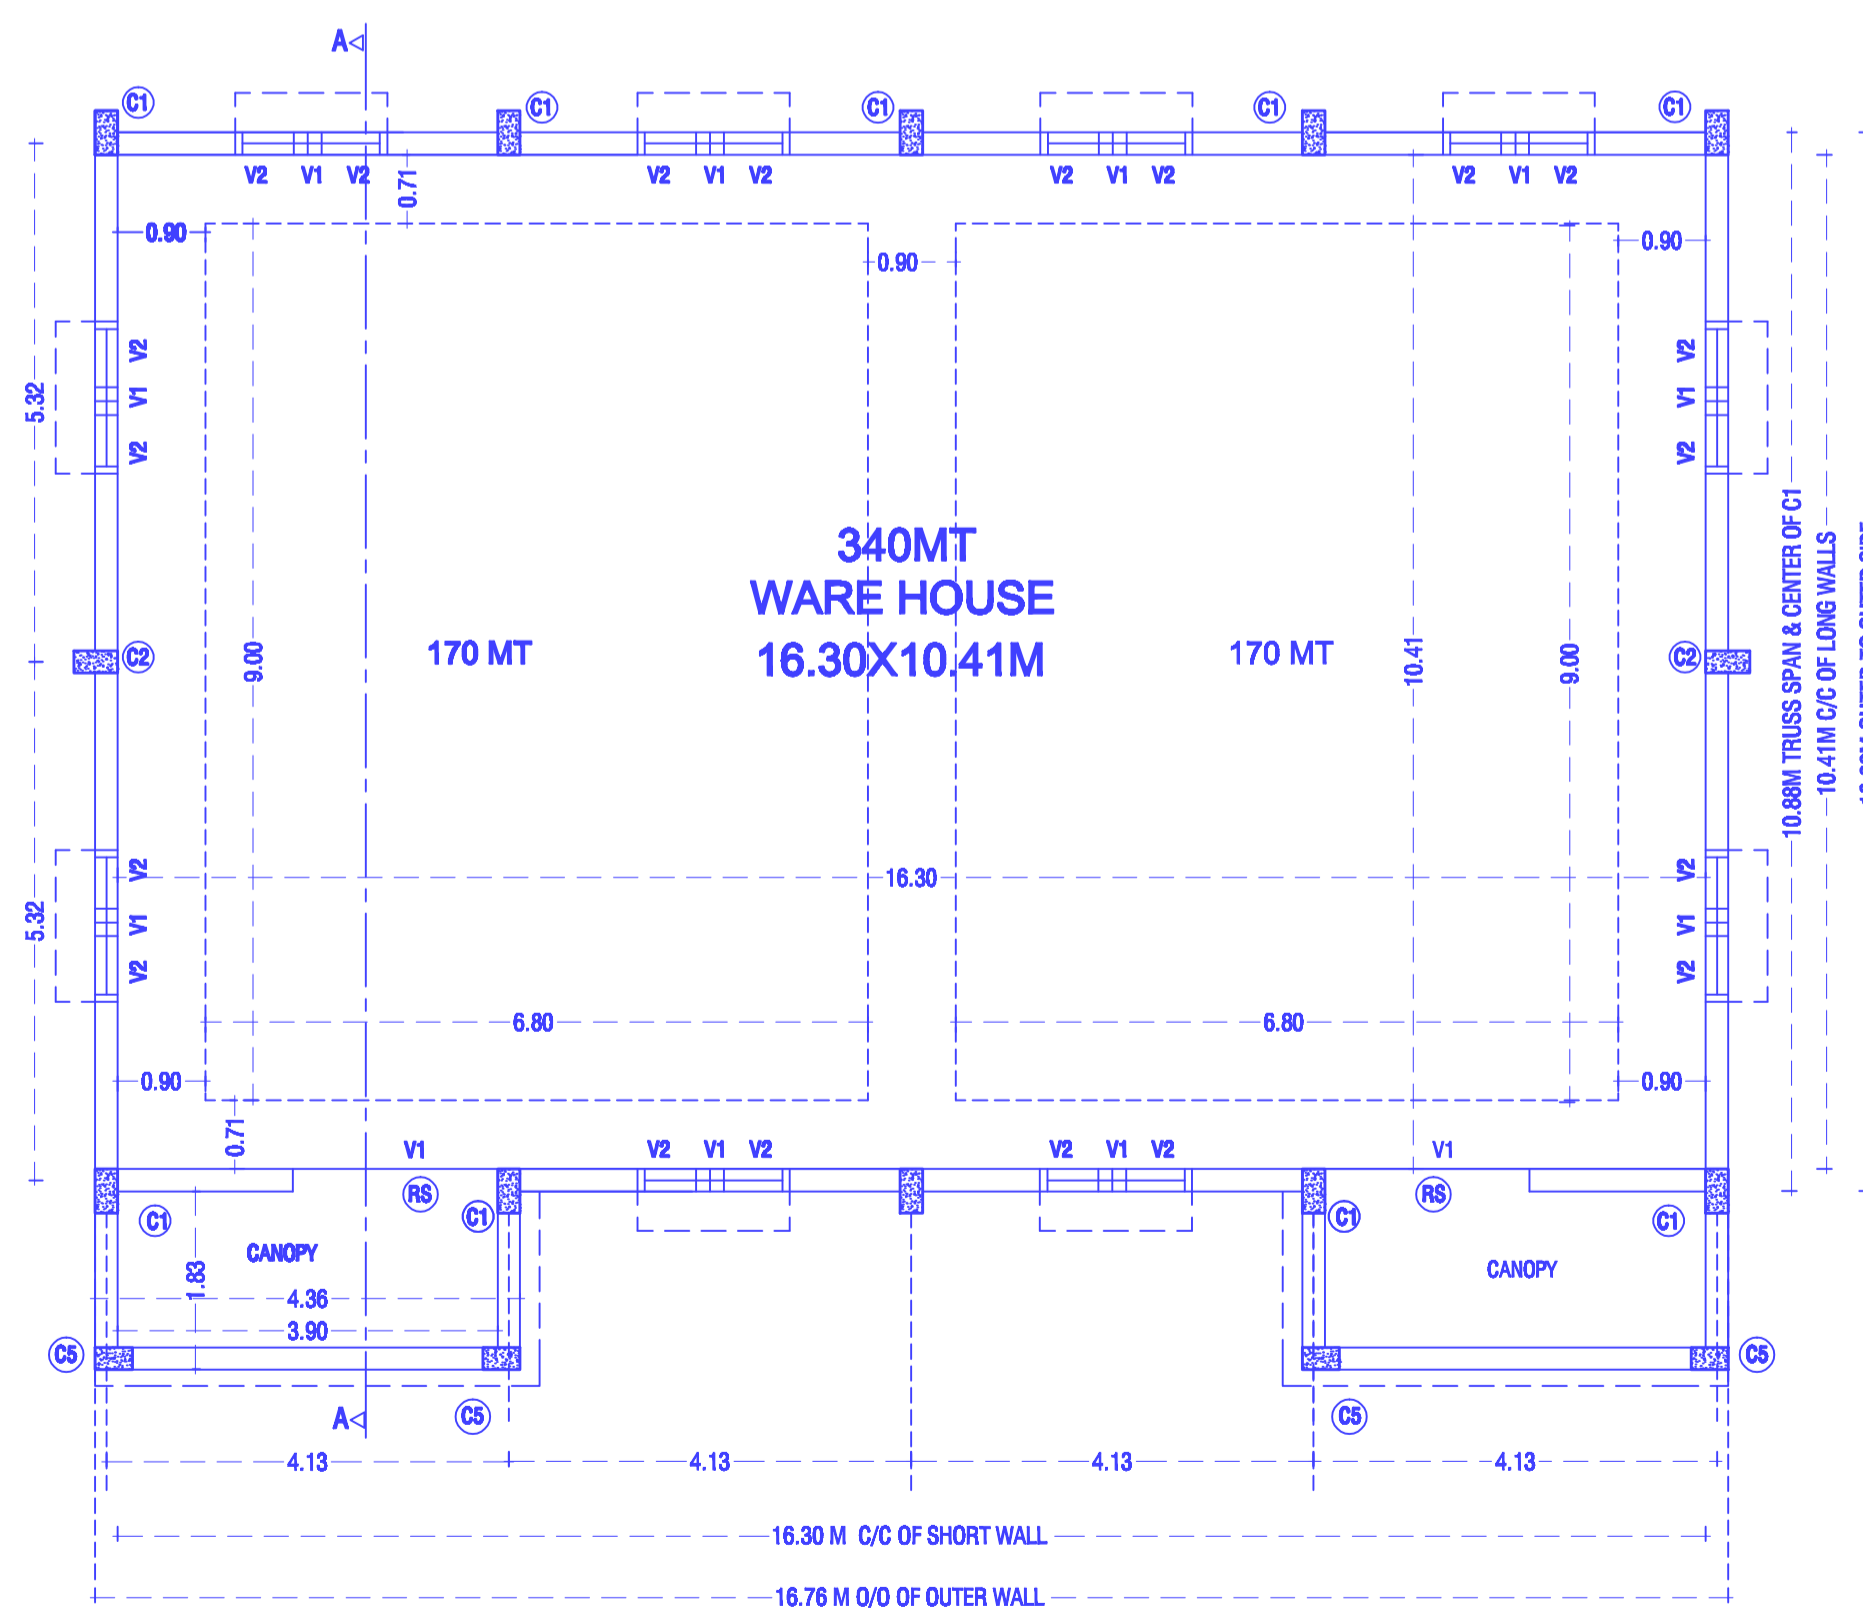 A
C1 C1 C1 C1 C1
V2 V1 V2 V2 V1 V2 V2 V1 V2 V2 V1 V2
0.71
0.90 0.90 0.90
V2 V2
V1 V1
5.32
V2 V2
10.88M TRUSS SPAN & CENTER OF C1
10.41M C/C OF LONG WALLS
340MT
WARE HOUSE
16.30X10.41M
170 MT 170 MT
C2 C2
9.00 10.41 9.00
V2 V2
16.30
V1 V1
5.32
V2 V2
6.80 6.80
0.90 0.90
0.71
V1 V2 V1 V2 V2 V1 V2 V1
RS RS
C1 C1 C1 C1
CANOPY CANOPY
1.83
4.36
3.90
C5 C5
A C5 C5
4.13 4.13 4.13 4.13
16.30 M C/C OF SHORT WALL
16.76 M O/O OF OUTER WALL